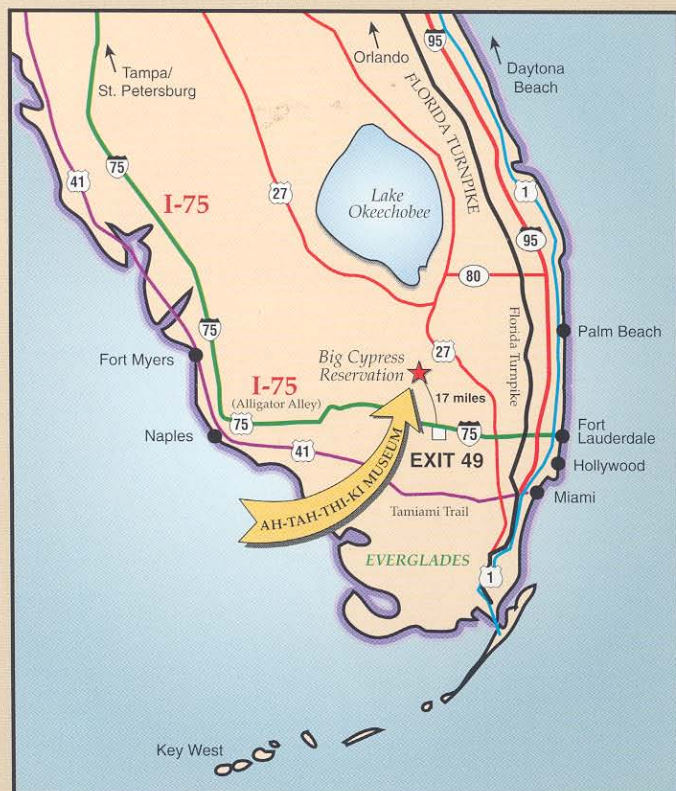 Tampa/
St. Petersburg
Orlando
95
Daytona
Beach
FLORIDA TURNPIKE
75
41
I-75
27
Lake
Okeechobee
1
95
80
Florida Turnpike
75
Palm Beach
27
Fort Myers
Big Cypress
Reservation
I-75
(Alligator Alley)
17 miles
75
75
Fort
Lauderdale
Naples
41
EXIT 49
Hollywood
AH-TAH-THI-KI MUSEUM
Miami
Tamiami Trail
EVERGLADES
1
Key West